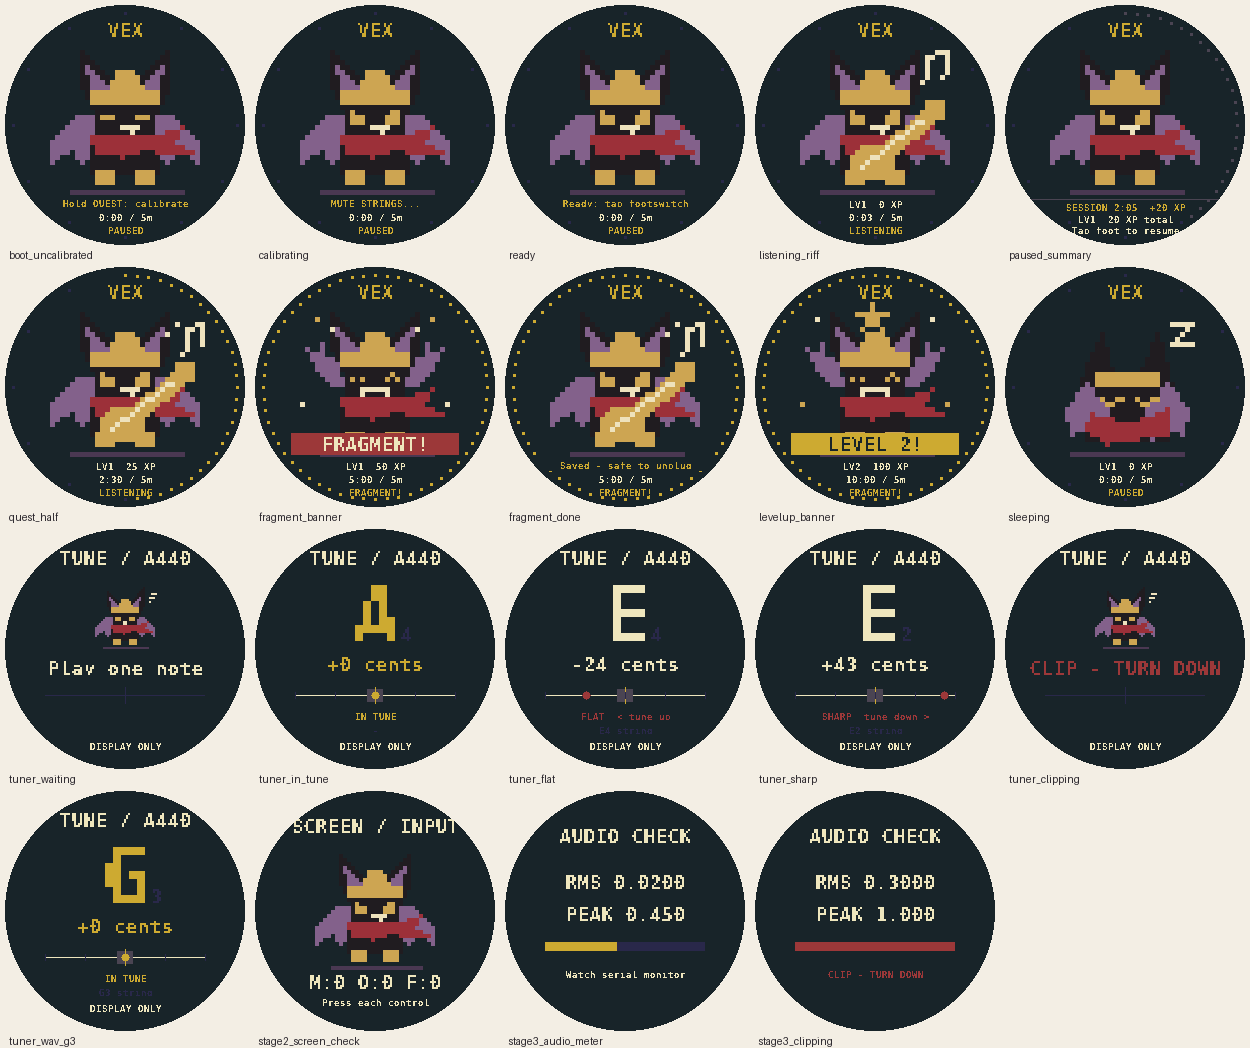 VEX
Hold QUEST: calibrate
0:00 / 5m
PAUSED
boot_uncalibrated
VEX
MUTE STRINGS...
0:00 / 5m
PAUSED
calibrating
VEX
Ready: tap footswitch
0:00 / 5m
PAUSED
ready
VEX
LV1 0 XP
0:03 / 5m
LISTENING
listening_riff
VEX
SESSION 2:05 +20 XP
LV1 20 XP total
Tap foot to resume
paused_summary
VEX
LV1 25 XP
2:30 / 5m
LISTENING
quest_half
VEX
FRAGMENT!
LV1 50 XP
5:00 / 5m
FRAGMENT!
fragment_banner
VEX
Saved - safe to unplug
5:00 / 5m
FRAGMENT!
fragment_done
VEX
LEVEL 2!
LV2 100 XP
10:00 / 5m
FRAGMENT!
levelup_banner
VEX
Z
LV1 0 XP
0:00 / 5m
PAUSED
sleeping
TUNE / A440
Play one note
DISPLAY ONLY
tuner_waiting
TUNE / A440
A 4
+0 cents
IN TUNE
DISPLAY ONLY
tuner_in_tune
TUNE / A440
E 4
-24 cents
FLAT < tune up
string
DISPLAY ONLY
tuner_flat
TUNE / A440
E 2
+43 cents
SHARP tune down >
string
DISPLAY ONLY
tuner_sharp
TUNE / A440
CLIP - TURN DOWN
DISPLAY ONLY
tuner_clipping
TUNE / A440
G 3
+0 cents
IN TUNE
string
DISPLAY ONLY
tuner_wav_g3
SCREEN / INPUT
M:0 Q:0 F:0
Press each control
stage2_screen_check
AUDIO CHECK
RMS 0.0200
PEAK 0.450
Watch serial monitor
stage3_audio_meter
AUDIO CHECK
RMS 0.3000
PEAK 1.000
CLIP - TURN DOWN
stage3_clipping